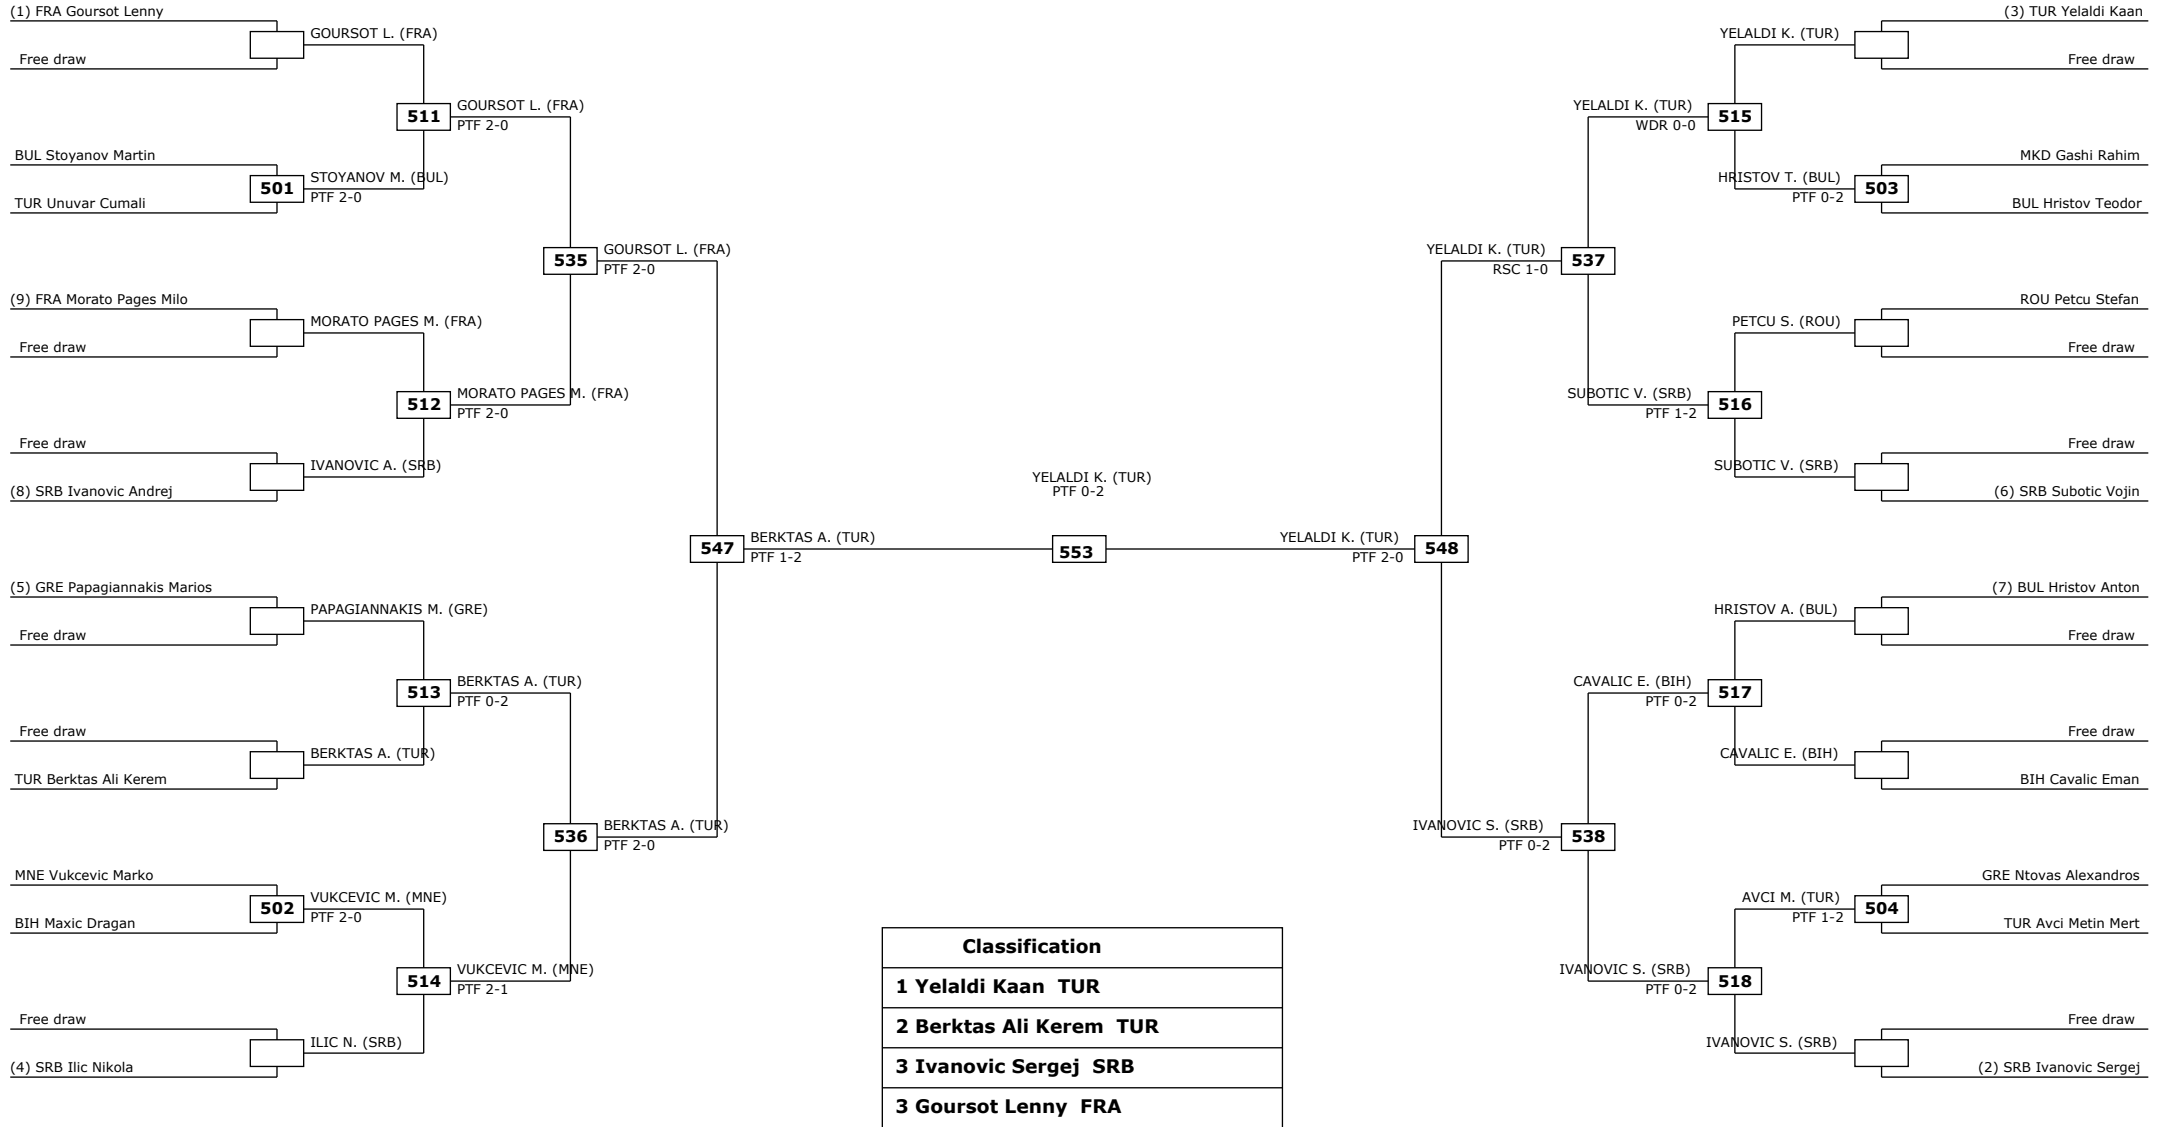 (1) FRA Goursot Lenny
GOURSOT L. (FRA)
Free draw
511
GOURSOT L. (FRA)
PTF 2-0
BUL Stoyanov Martin
501
STOYANOV M. (BUL)
PTF 2-0
TUR Unuvar Cumali
535
GOURSOT L. (FRA)
PTF 2-0
(9) FRA Morato Pages Milo
MORATO PAGES M. (FRA)
Free draw
512
MORATO PAGES M. (FRA)
PTF 2-0
Free draw
IVANOVIC A. (SRB)
(8) SRB Ivanovic Andrej
547
BERKTAS A. (TUR)
PTF 1-2
(5) GRE Papagiannakis Marios
PAPAGIANNAKIS M. (GRE)
Free draw
513
BERKTAS A. (TUR)
PTF 0-2
Free draw
BERKTAS A. (TUR)
TUR Berktas Ali Kerem
536
BERKTAS A. (TUR)
PTF 2-0
MNE Vukcevic Marko
502
VUKCEVIC M. (MNE)
PTF 2-0
BIH Maxic Dragan
514
VUKCEVIC M. (MNE)
PTF 2-1
Free draw
ILIC N. (SRB)
(4) SRB Ilic Nikola
YELALDI K. (TUR)
PTF 0-2
553
(3) TUR Yelaldi Kaan
YELALDI K. (TUR)
Free draw
YELALDI K. (TUR)
WDR 0-0
515
MKD Gashi Rahim
HRISTOV T. (BUL)
PTF 0-2
503
BUL Hristov Teodor
YELALDI K. (TUR)
RSC 1-0
537
ROU Petcu Stefan
PETCU S. (ROU)
Free draw
SUBOTIC V. (SRB)
PTF 1-2
516
Free draw
SUBOTIC V. (SRB)
(6) SRB Subotic Vojin
YELALDI K. (TUR)
PTF 2-0
548
(7) BUL Hristov Anton
HRISTOV A. (BUL)
Free draw
CAVALIC E. (BIH)
PTF 0-2
517
Free draw
CAVALIC E. (BIH)
BIH Cavalic Eman
IVANOVIC S. (SRB)
PTF 0-2
538
GRE Ntovas Alexandros
AVCI M. (TUR)
PTF 1-2
504
TUR Avci Metin Mert
IVANOVIC S. (SRB)
PTF 0-2
518
Free draw
IVANOVIC S. (SRB)
(2) SRB Ivanovic Sergej
Classification
1 Yelaldi Kaan TUR
2 Berktas Ali Kerem TUR
3 Ivanovic Sergej SRB
3 Goursot Lenny FRA